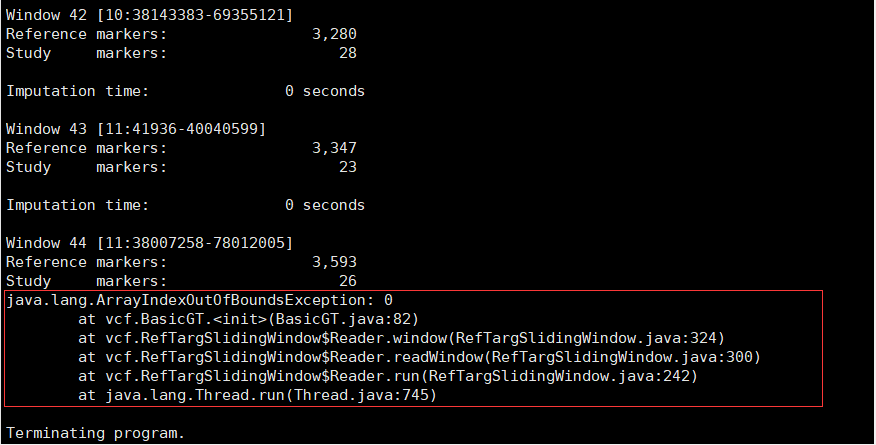 Window 42 [10:38143383-69355121]
Reference markers:                3,280
Study     markers:                   28

Imputation time:               0 seconds

Window 43 [11:41936-40040599]
Reference markers:                3,347
Study     markers:                   23

Imputation time:               0 seconds

Window 44 [11:38007258-78012005]
Reference markers:                3,593
Study     markers:                   26
java.lang.ArrayIndexOutOfBoundsException: 0
        at vcf.BasicGT.<init>(BasicGT.java:82)
        at vcf.RefTargSlidingWindow$Reader.window(RefTargSlidingWindow.java:324)
        at vcf.RefTargSlidingWindow$Reader.readWindow(RefTargSlidingWindow.java:300)
        at vcf.RefTargSlidingWindow$Reader.run(RefTargSlidingWindow.java:242)
        at java.lang.Thread.run(Thread.java:745)

Terminating program.